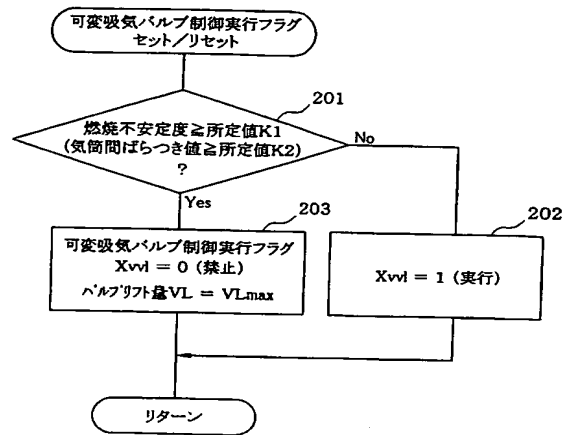 可変吸気バルブ制御実行フラグ
セット／リセット
201
燃焼不安定度≧所定値K1
(気筒間ばらつき値≧所定値K2)
?
No
Yes
203
202
可変吸気バルブ制御実行フラグ
Xvvl = 0 (禁止)
バルブリフト量VL = VLmax
Xvvl = 1 (実行)
リターン